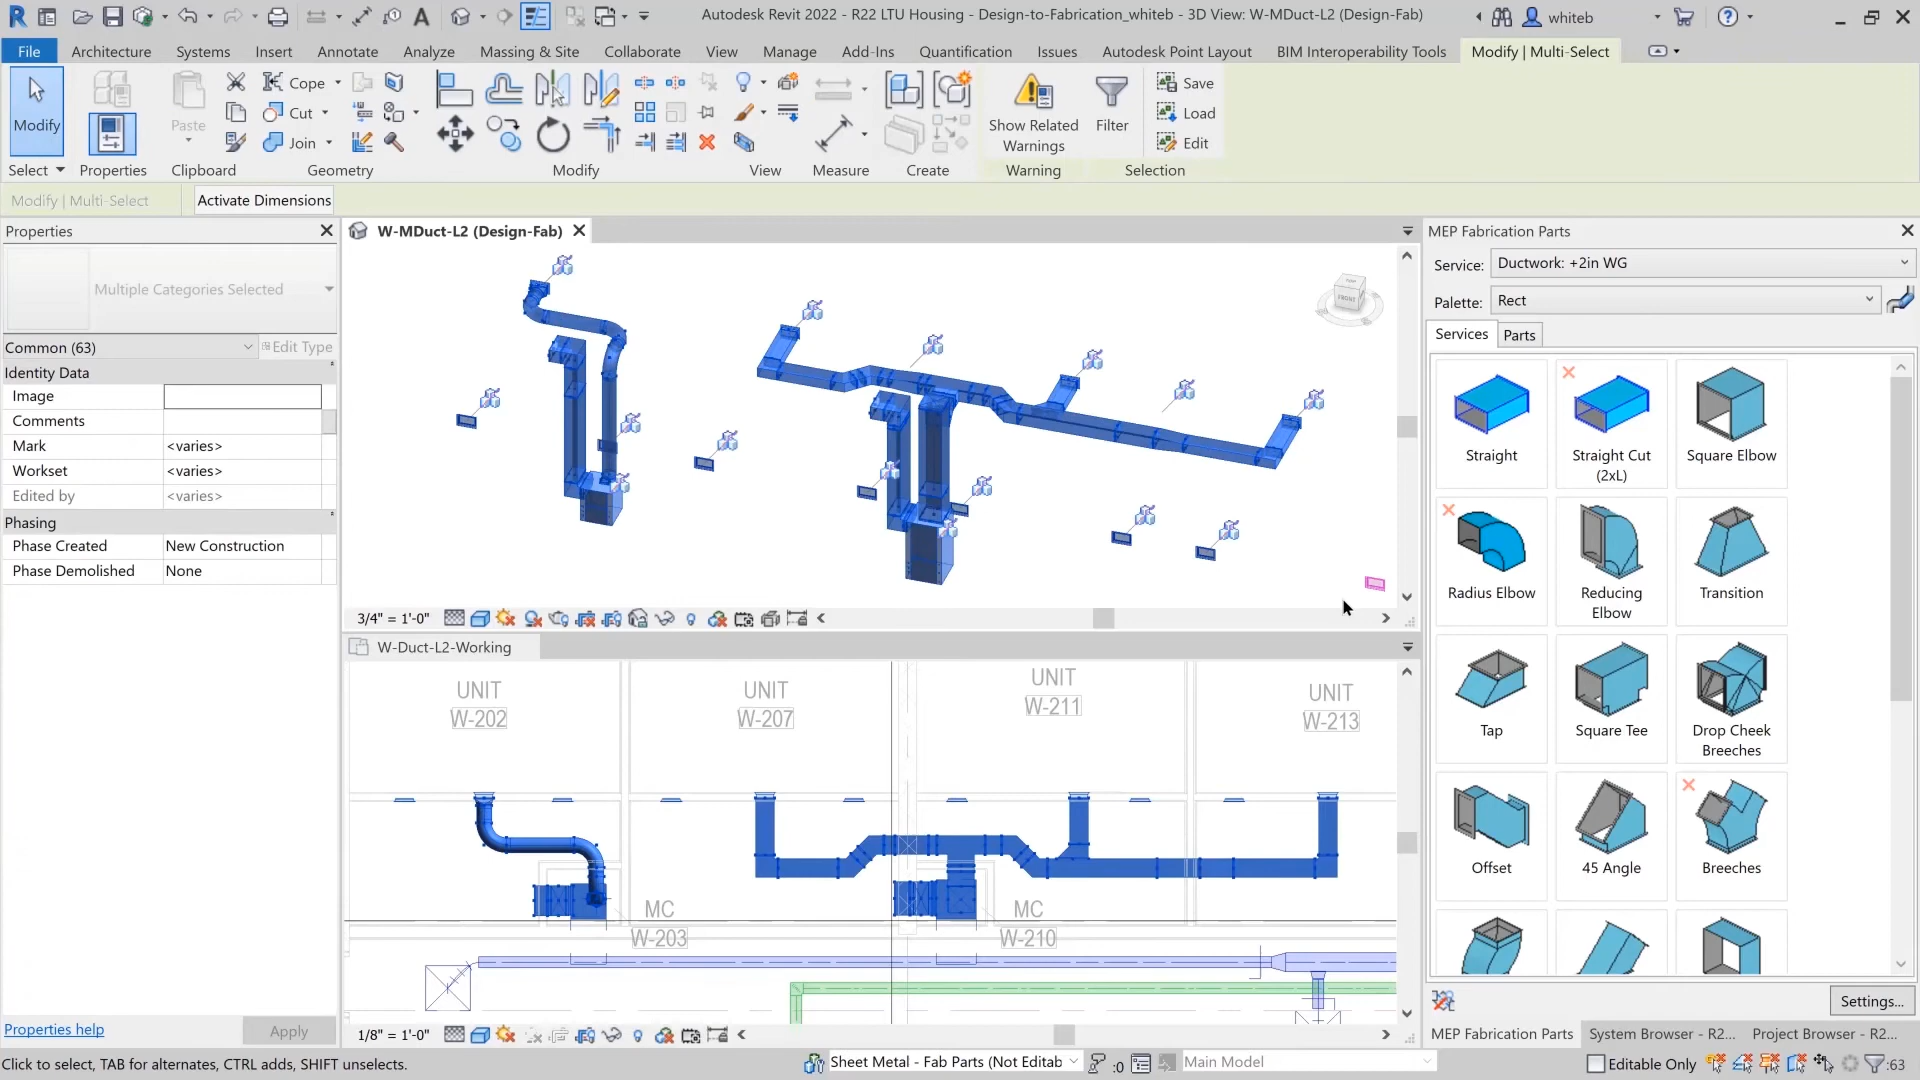 Autodesk Revit 2022 - R22 LTU Housing - Design-to-Fabrication_whiteb - 3D View: W-MDuct-L2 (Design-Fab)
whiteb
File Architecture Systems Insert Annotate Analyze Massing & Site Collaborate View Manage Add-Ins Quantification Issues Autodesk Point Layout BIM Interoperability Tools Modify | Multi-Select
Modify
Paste
Cope
Cut
Join
Show Related Warnings
Filter
Save
Load
Edit
Select Properties Clipboard Geometry Modify View Measure Create Warning Selection
Modify | Multi-Select Activate Dimensions
Properties
Multiple Categories Selected
Common (63) Edit Type
Identity Data
Image
Comments
Mark <varies>
Workset <varies>
Edited by <varies>
Phasing
Phase Created New Construction
Phase Demolished None
Properties help Apply
W-MDuct-L2 (Design-Fab)
FRONT
3/4" = 1'-0"
W-Duct-L2-Working
UNIT
W-202
UNIT
W-207
UNIT
W-211
UNIT
W-213
MC
W-203
MC
W-210
1/8" = 1'-0"
MEP Fabrication Parts
Service: Ductwork: +2in WG
Palette: Rect
Services Parts
Straight
Straight Cut
(2xL)
Square Elbow
Radius Elbow
Reducing
Elbow
Transition
Tap
Square Tee
Drop Cheek
Breeches
Offset
45 Angle
Breeches
Settings...
MEP Fabrication Parts System Browser - R2... Project Browser - R2...
Click to select, TAB for alternates, CTRL adds, SHIFT unselects.
Sheet Metal - Fab Parts (Not Editab
:0
Main Model
Editable Only
:63